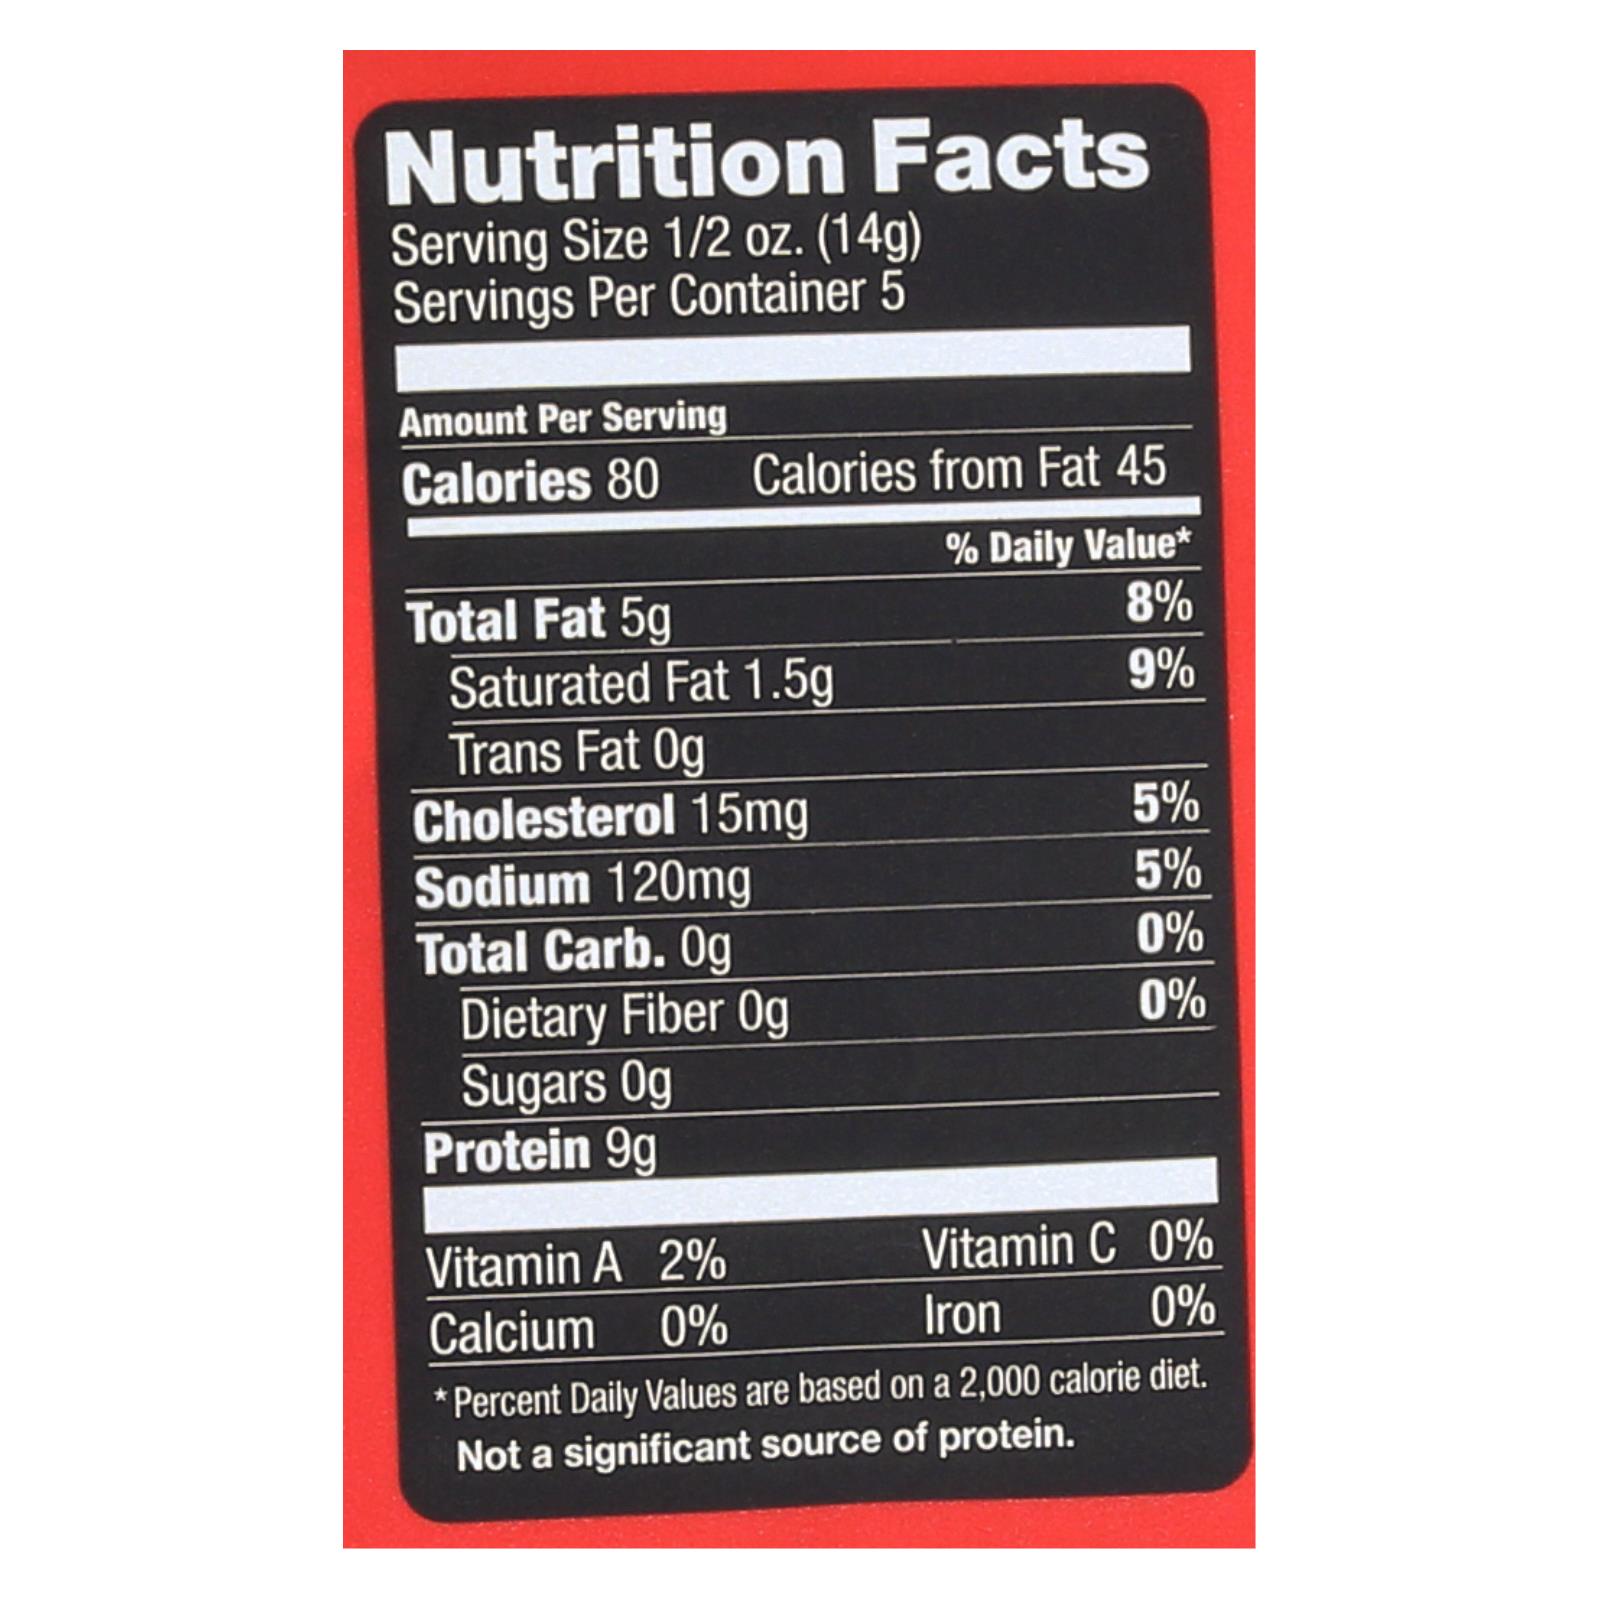 Nutrition Facts
Serving Size 1/2 oz. (14g)
Servings Per Container 5
Amount Per Serving
Calories 80 Calories from Fat 45
% Daily Value*
Total Fat 5g 8%
Saturated Fat 1.5g 9%
Trans Fat 0g
Cholesterol 15mg 5%
Sodium 120mg 5%
Total Carb. 0g 0%
Dietary Fiber 0g 0%
Sugars 0g
Protein 9g
Vitamin A 2% Vitamin C 0%
Calcium 0% Iron 0%
* Percent Daily Values are based on a 2,000 calorie diet.
Not a significant source of protein.